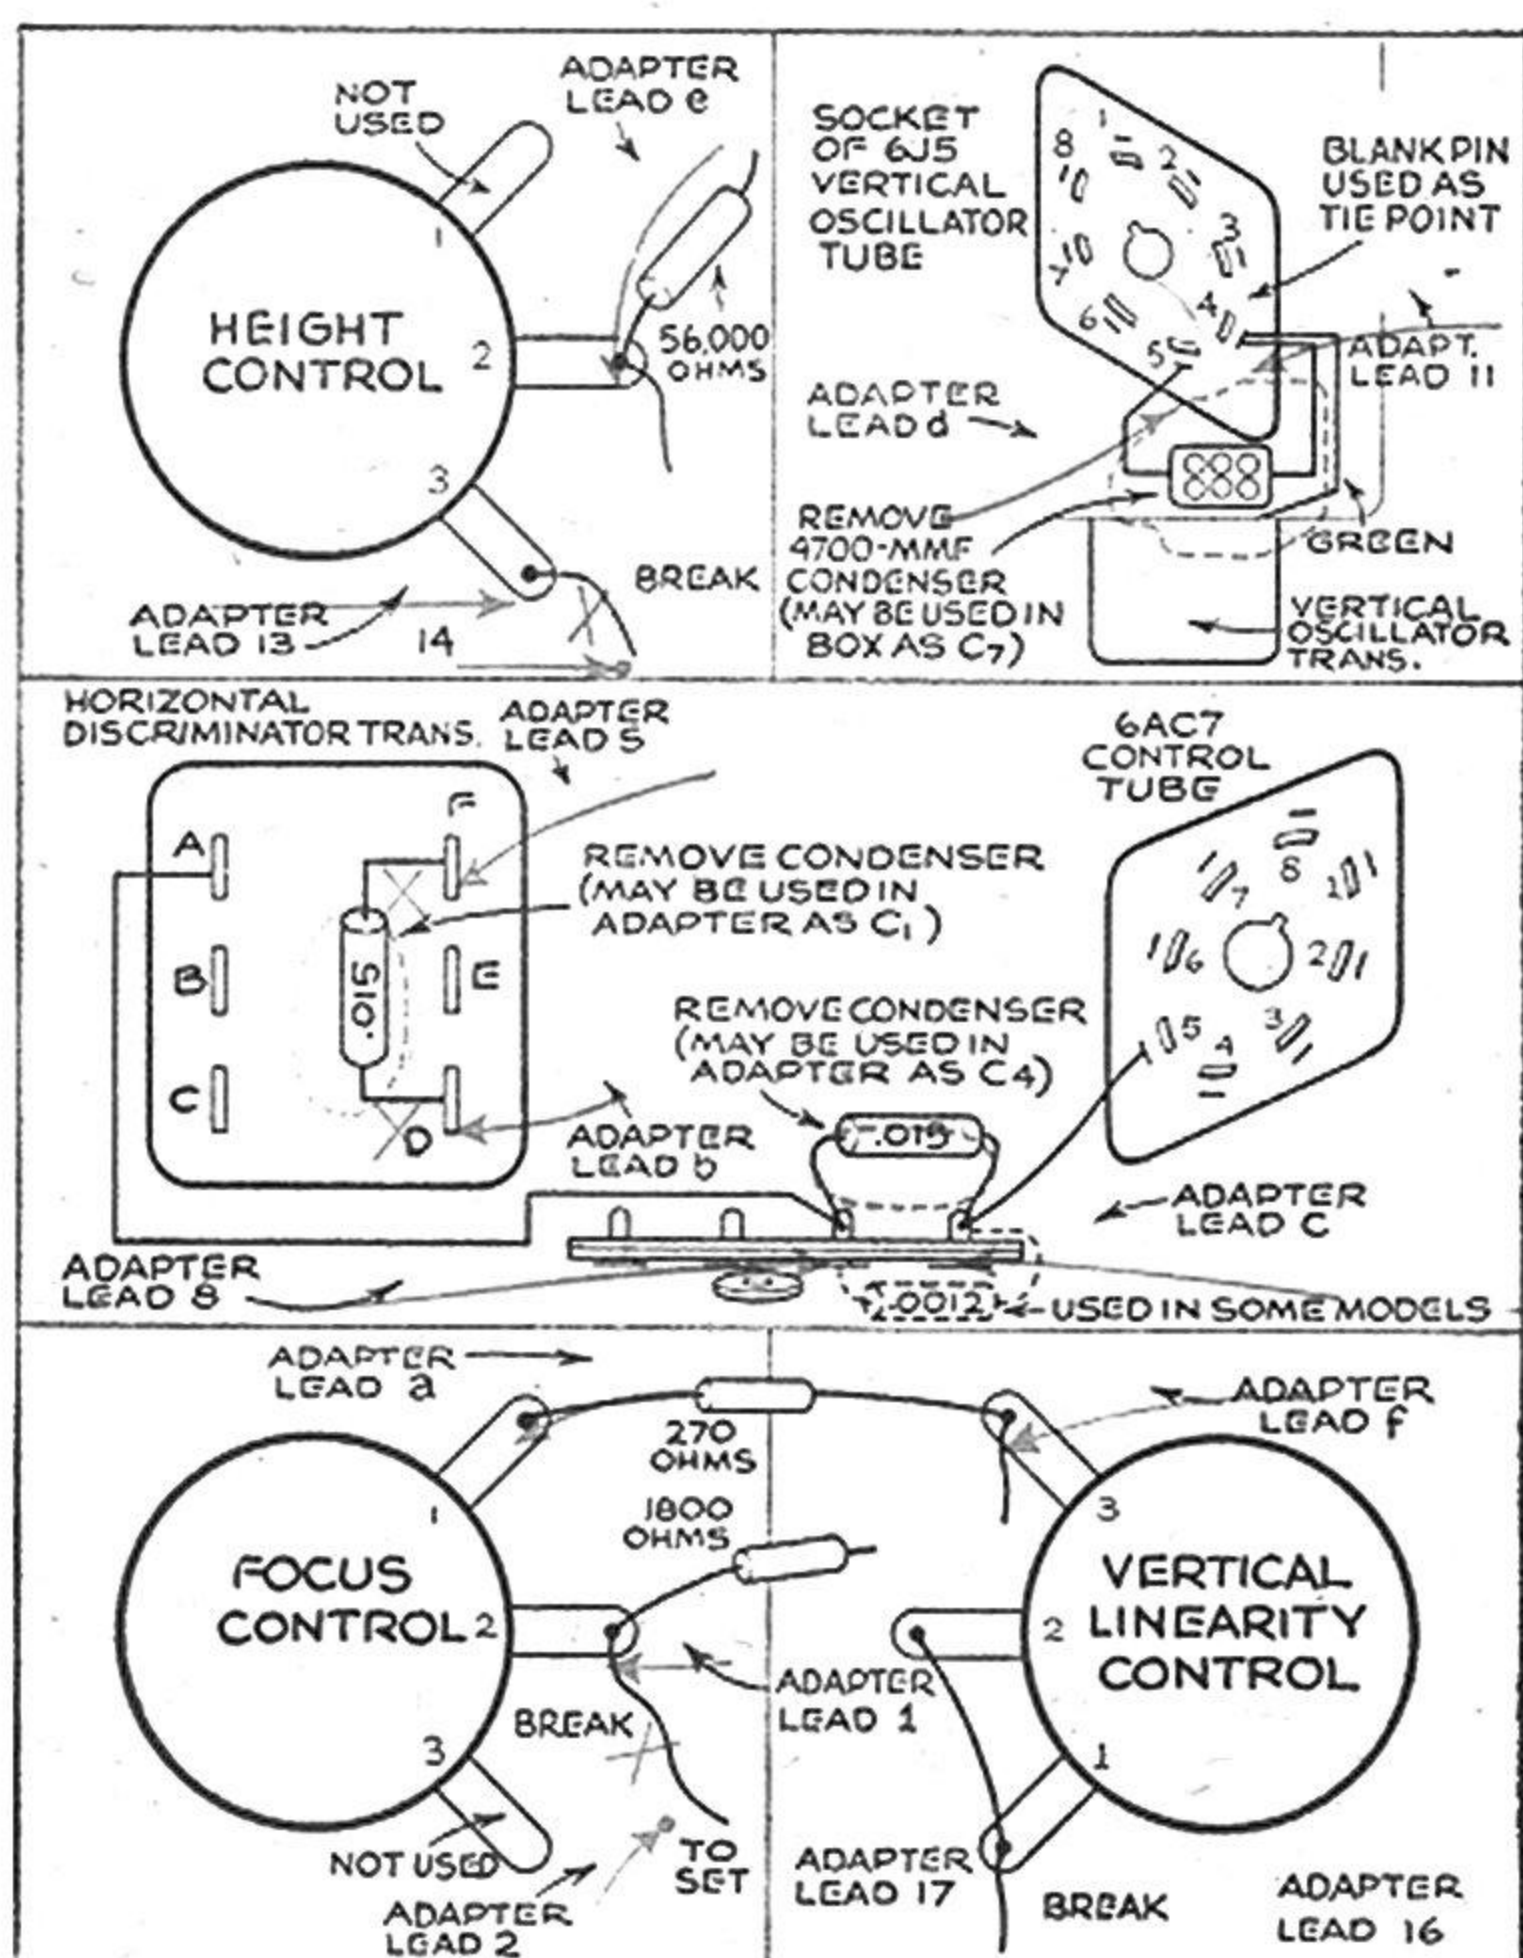 NOT
USED
ADAPTER
LEAD e
1
HEIGHT
CONTROL
2
56,000
OHMS
3
BREAK
ADAPTER
LEAD 13
14
SOCKET
OF 6J5
VERTICAL
OSCILLATOR
TUBE
1
8
2
3
7
6
4
5
BLANK PIN
USED AS
TIE POINT
ADAPT.
LEAD 11
ADAPTER
LEAD d
REMOVE
4700-MMF
CONDENSER
(MAY BE USED IN
BOX AS C7)
GREEN
VERTICAL
OSCILLATOR
TRANS.
HORIZONTAL
DISCRIMINATOR TRANS.
ADAPTER
LEAD 5
6AC7
CONTROL
TUBE
A
F
B
E
C
D
.015
REMOVE CONDENSER
(MAY BE USED IN
ADAPTER AS C1)
8
7
1
6
2
5
3
4
REMOVE CONDENSER
(MAY BE USED IN
ADAPTER AS C4)
.015
ADAPTER
LEAD b
ADAPTER
LEAD C
ADAPTER
LEAD 8
.0012
USED IN SOME MODELS
ADAPTER
LEAD a
270
OHMS
ADAPTER
LEAD f
1
1800
OHMS
3
FOCUS
CONTROL
2
VERTICAL
LINEARITY
CONTROL
2
BREAK
ADAPTER
LEAD 1
3
1
NOT USED
TO
SET
ADAPTER
LEAD 2
ADAPTER
LEAD 17
BREAK
ADAPTER
LEAD 16